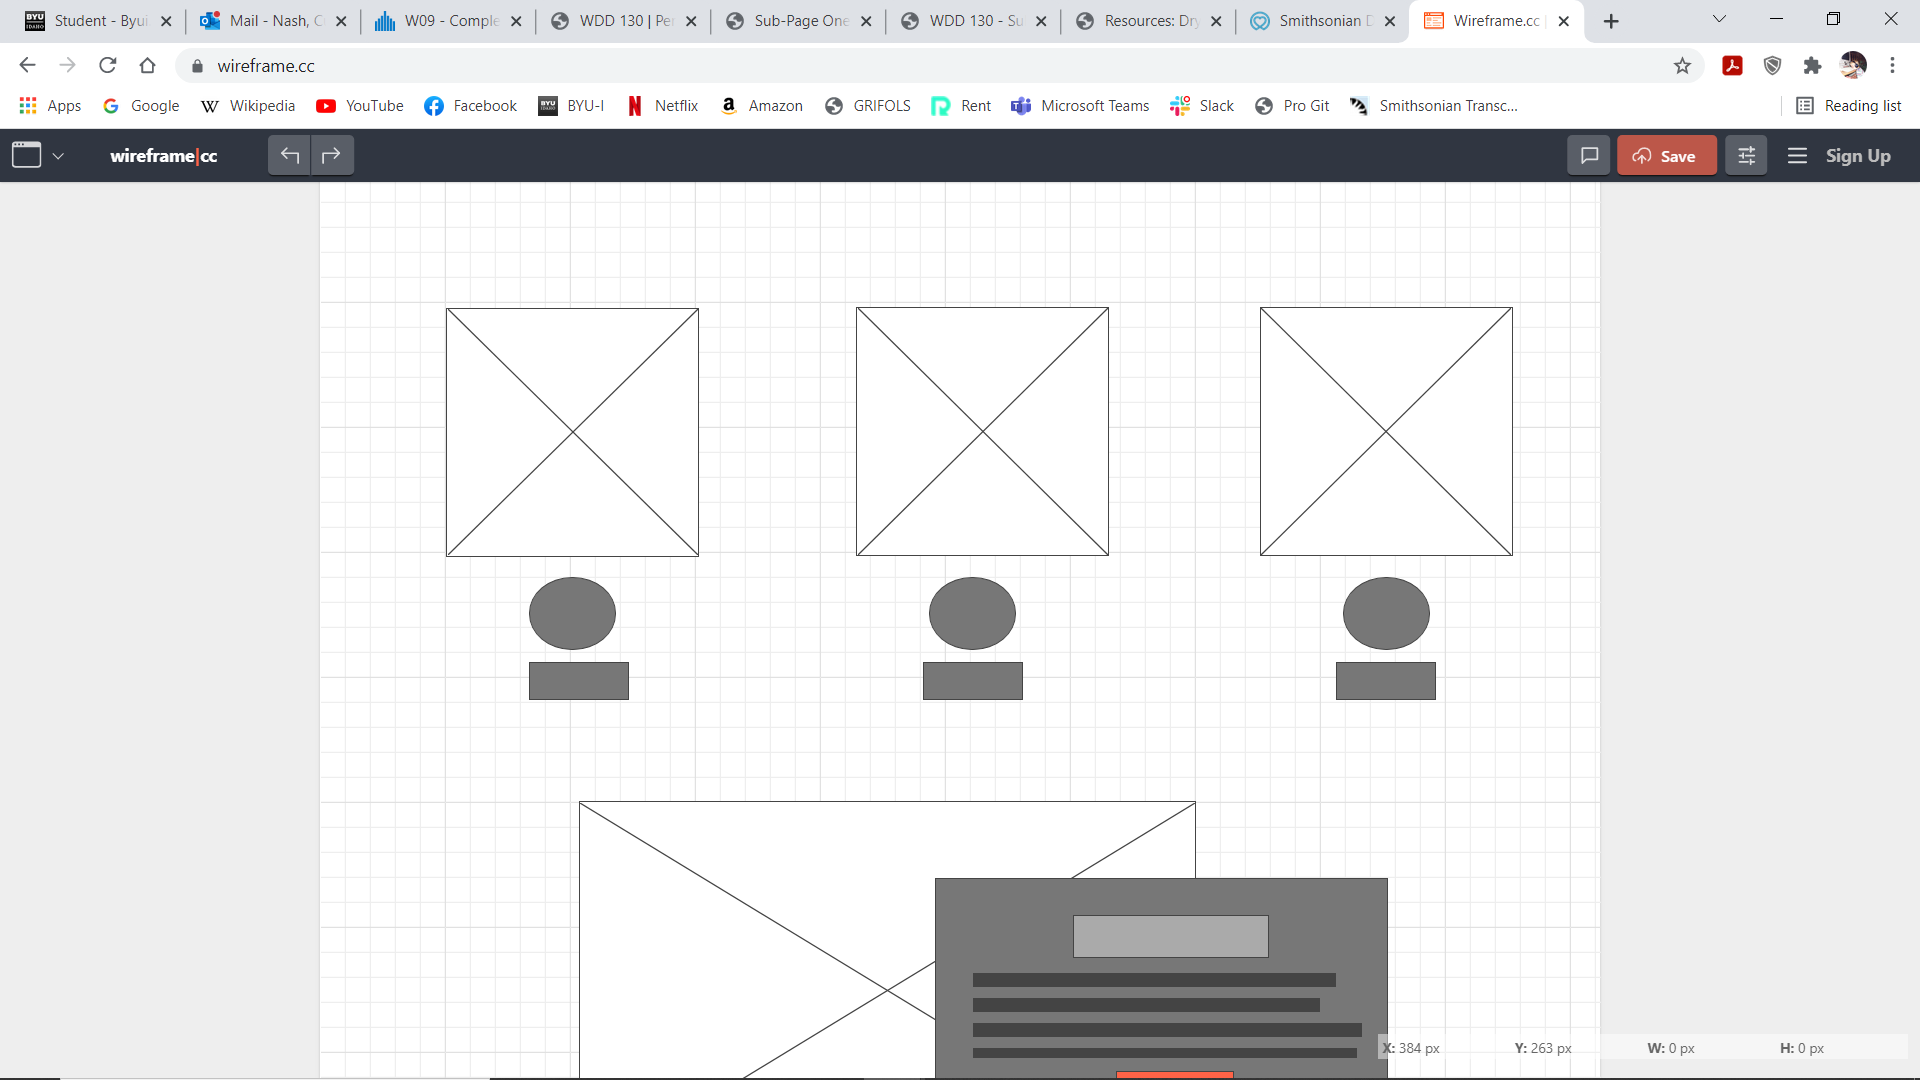 Student - Byui
Mail - Nash, C
W09 - Comple
WDD 130 | Per
Sub-Page One
WDD 130 - Su
Resources: Dry
Smithsonian D
Wireframe.cc |
wireframe.cc
Apps
Google
Wikipedia
YouTube
Facebook
BYU-I
Netflix
Amazon
GRIFOLS
Rent
Microsoft Teams
Slack
Pro Git
Smithsonian Transc...
Reading list
wireframe|cc
Save
Sign Up
X: 384 px
Y: 263 px
W: 0 px
H: 0 px